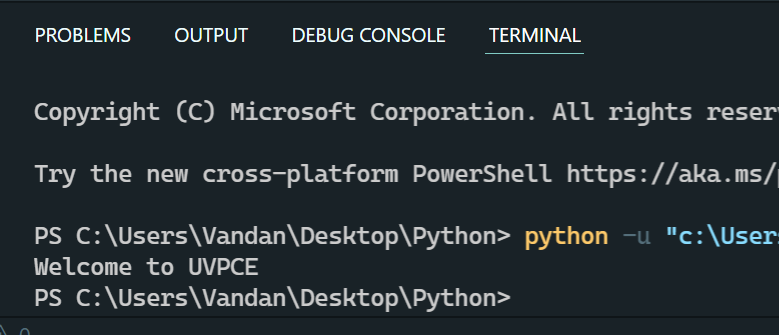 PROBLEMS OUTPUT DEBUG CONSOLE TERMINAL
Copyright (C) Microsoft Corporation. All rights reser
Try the new cross-platform PowerShell https://aka.ms/
PS C:\Users\Vandan\Desktop\Python> python -u "c:\User
Welcome to UVPCE
PS C:\Users\Vandan\Desktop\Python>